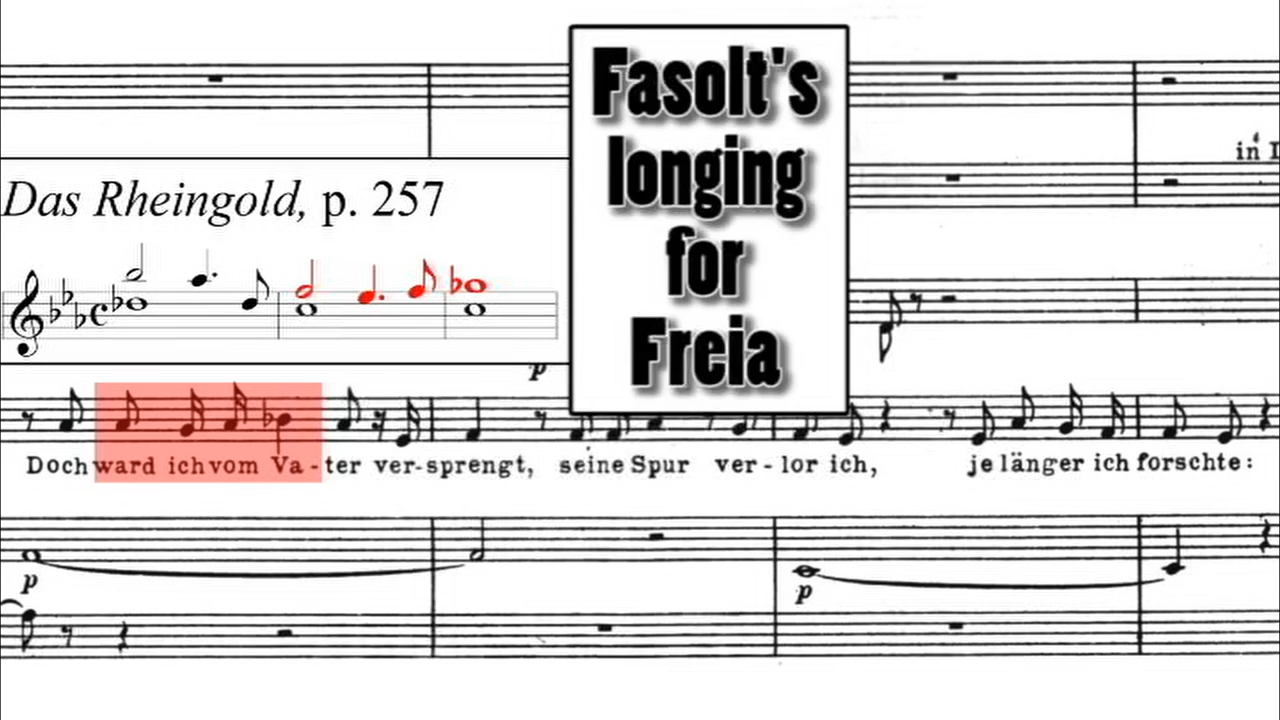 Fasolt's
longing
for
Freia
in
Das Rheingold, p. 257
p
Doch ward ich vom Va - ter ver - sprengt, seine Spur ver - lor ich, je länger ich forschte:
p
p